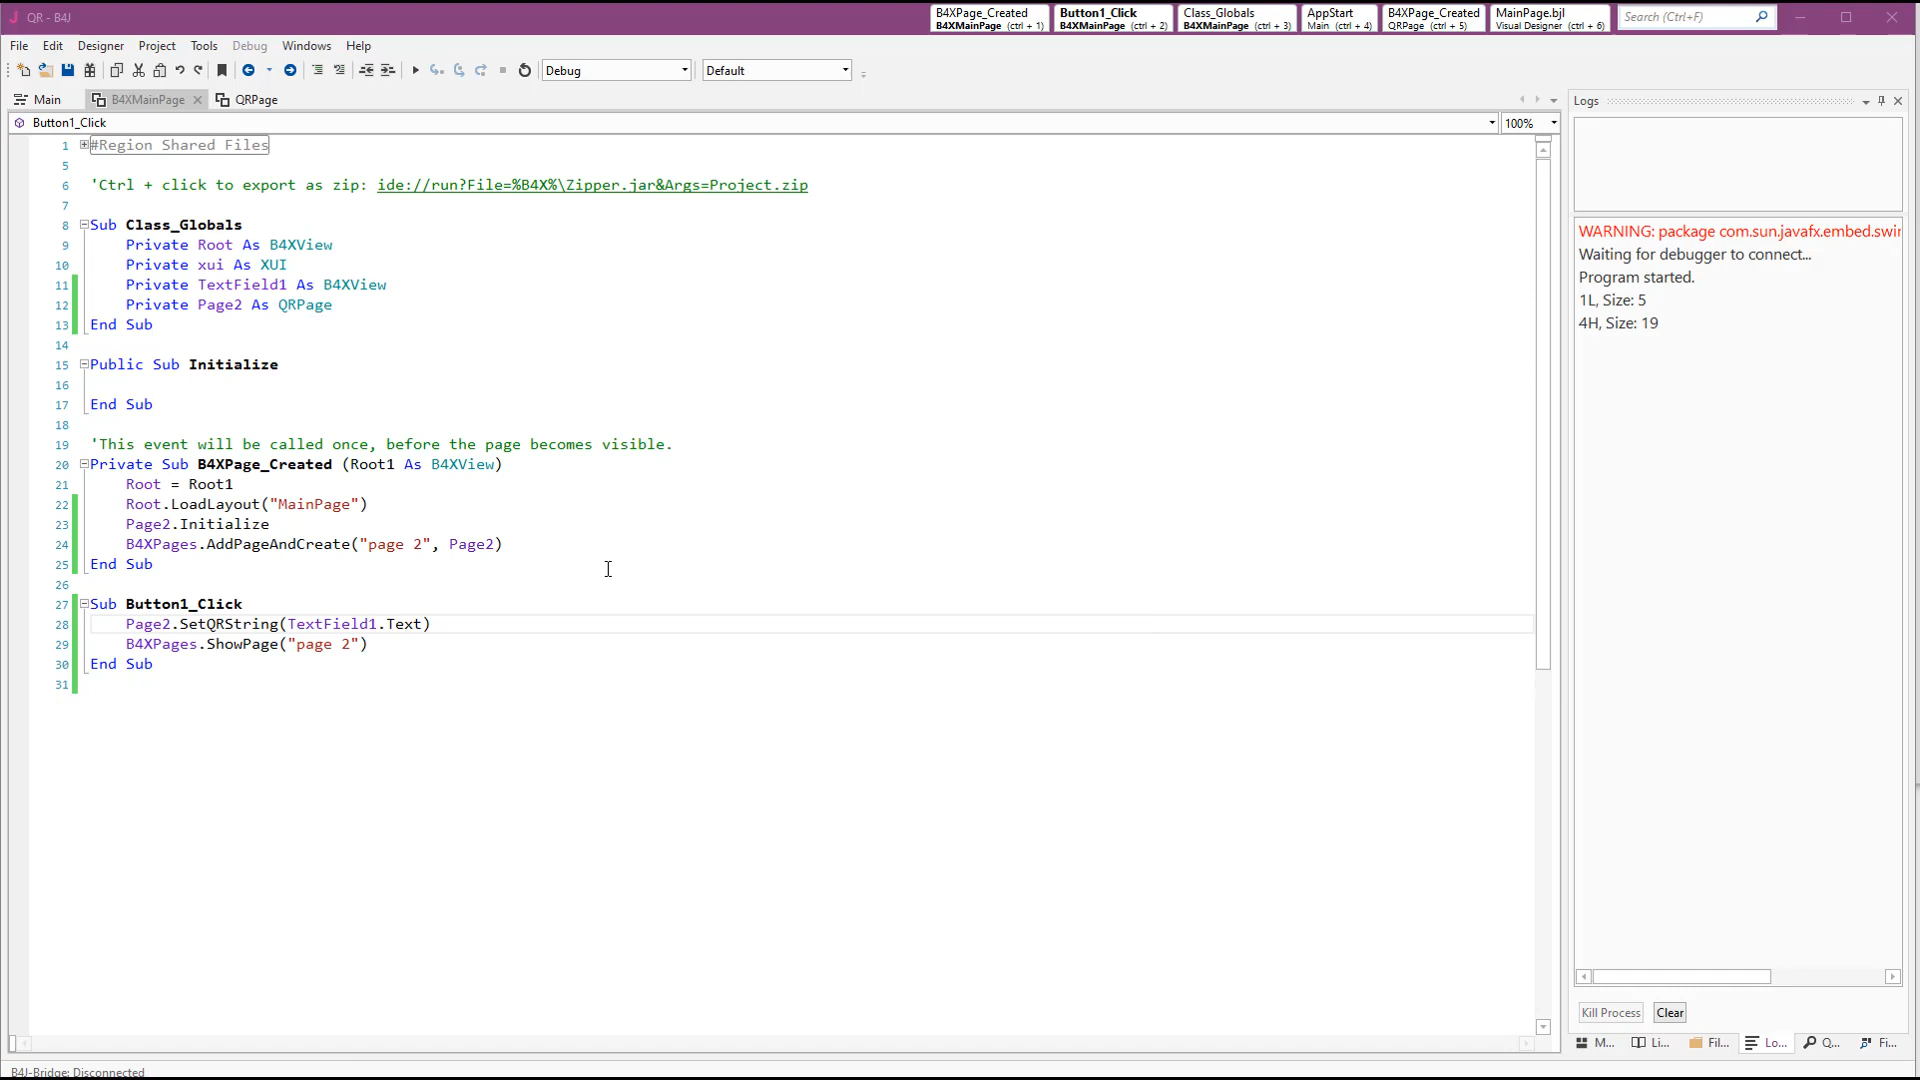 QR - B4J
B4XPage_Created
B4XMainPage (ctrl + 1)
Button1_Click
B4XMainPage (ctrl + 2)
Class_Globals
B4XMainPage (ctrl + 3)
AppStart
Main (ctrl + 4)
B4XPage_Created
QRPage (ctrl + 5)
MainPage.bjl
Visual Designer (ctrl + 6)
Search (Ctrl+F)
File Edit Designer Project Tools Debug Windows Help
Debug Default
Main B4XMainPage QRPage
Button1_Click 100%
1 #Region Shared Files
5
6 'Ctrl + click to export as zip: ide://run?File=%B4X%\Zipper.jar&Args=Project.zip
7
8 Sub Class_Globals
9 Private Root As B4XView
10 Private xui As XUI
11 Private TextField1 As B4XView
12 Private Page2 As QRPage
13 End Sub
14
15 Public Sub Initialize
16
17 End Sub
18
19 'This event will be called once, before the page becomes visible.
20 Private Sub B4XPage_Created (Root1 As B4XView)
21 Root = Root1
22 Root.LoadLayout("MainPage")
23 Page2.Initialize
24 B4XPages.AddPageAndCreate("page 2", Page2)
25 End Sub
26
27 Sub Button1_Click
28 Page2.SetQRString(TextField1.Text)
29 B4XPages.ShowPage("page 2")
30 End Sub
31
Logs
WARNING: package com.sun.javafx.embed.swin
Waiting for debugger to connect...
Program started.
1L, Size: 5
4H, Size: 19
Kill Process Clear
M... Li... Fil... Lo... Q... Fi...
B4J-Bridge: Disconnected